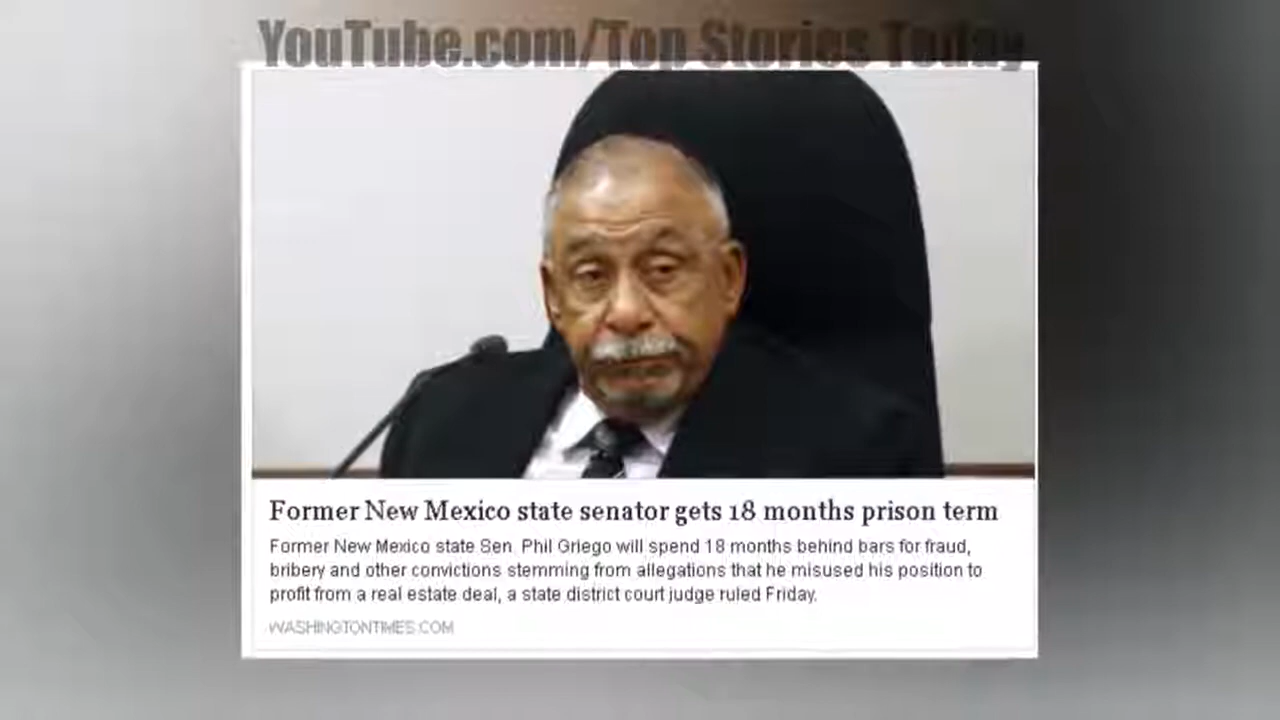 YouTube.com/Top Stories Today
Former New Mexico state senator gets 18 months prison term
Former New Mexico state Sen. Phil Griego will spend 18 months behind bars for fraud,
bribery and other convictions stemming from allegations that he misused his position to
profit from a real estate deal, a state district court judge ruled Friday.
WASHINGTONTIMES.COM